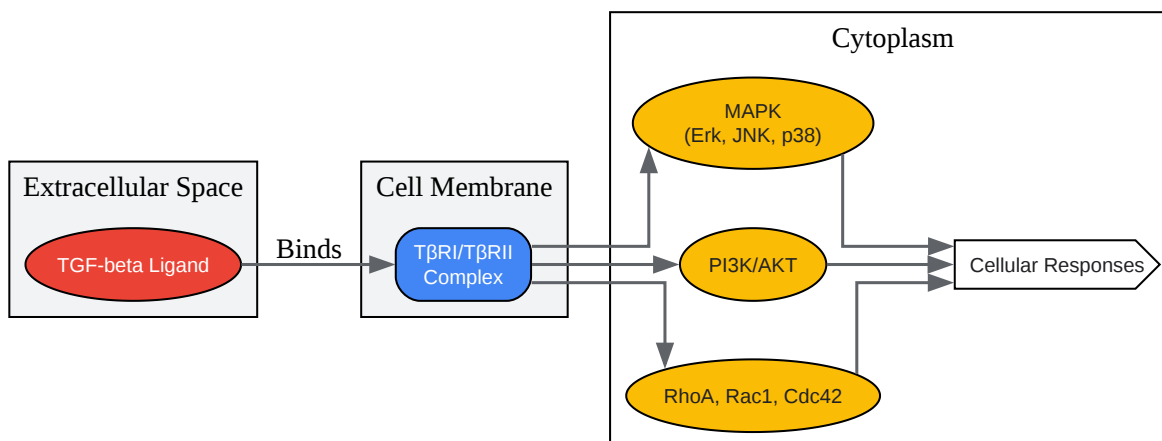 Cytoplasm
MAPK
(Erk, JNK, p38)
Extracellular Space
Cell Membrane
TGF-beta Ligand
Binds
TβRI/TβRII
Complex
PI3K/AKT
Cellular Responses
RhoA, Rac1, Cdc42